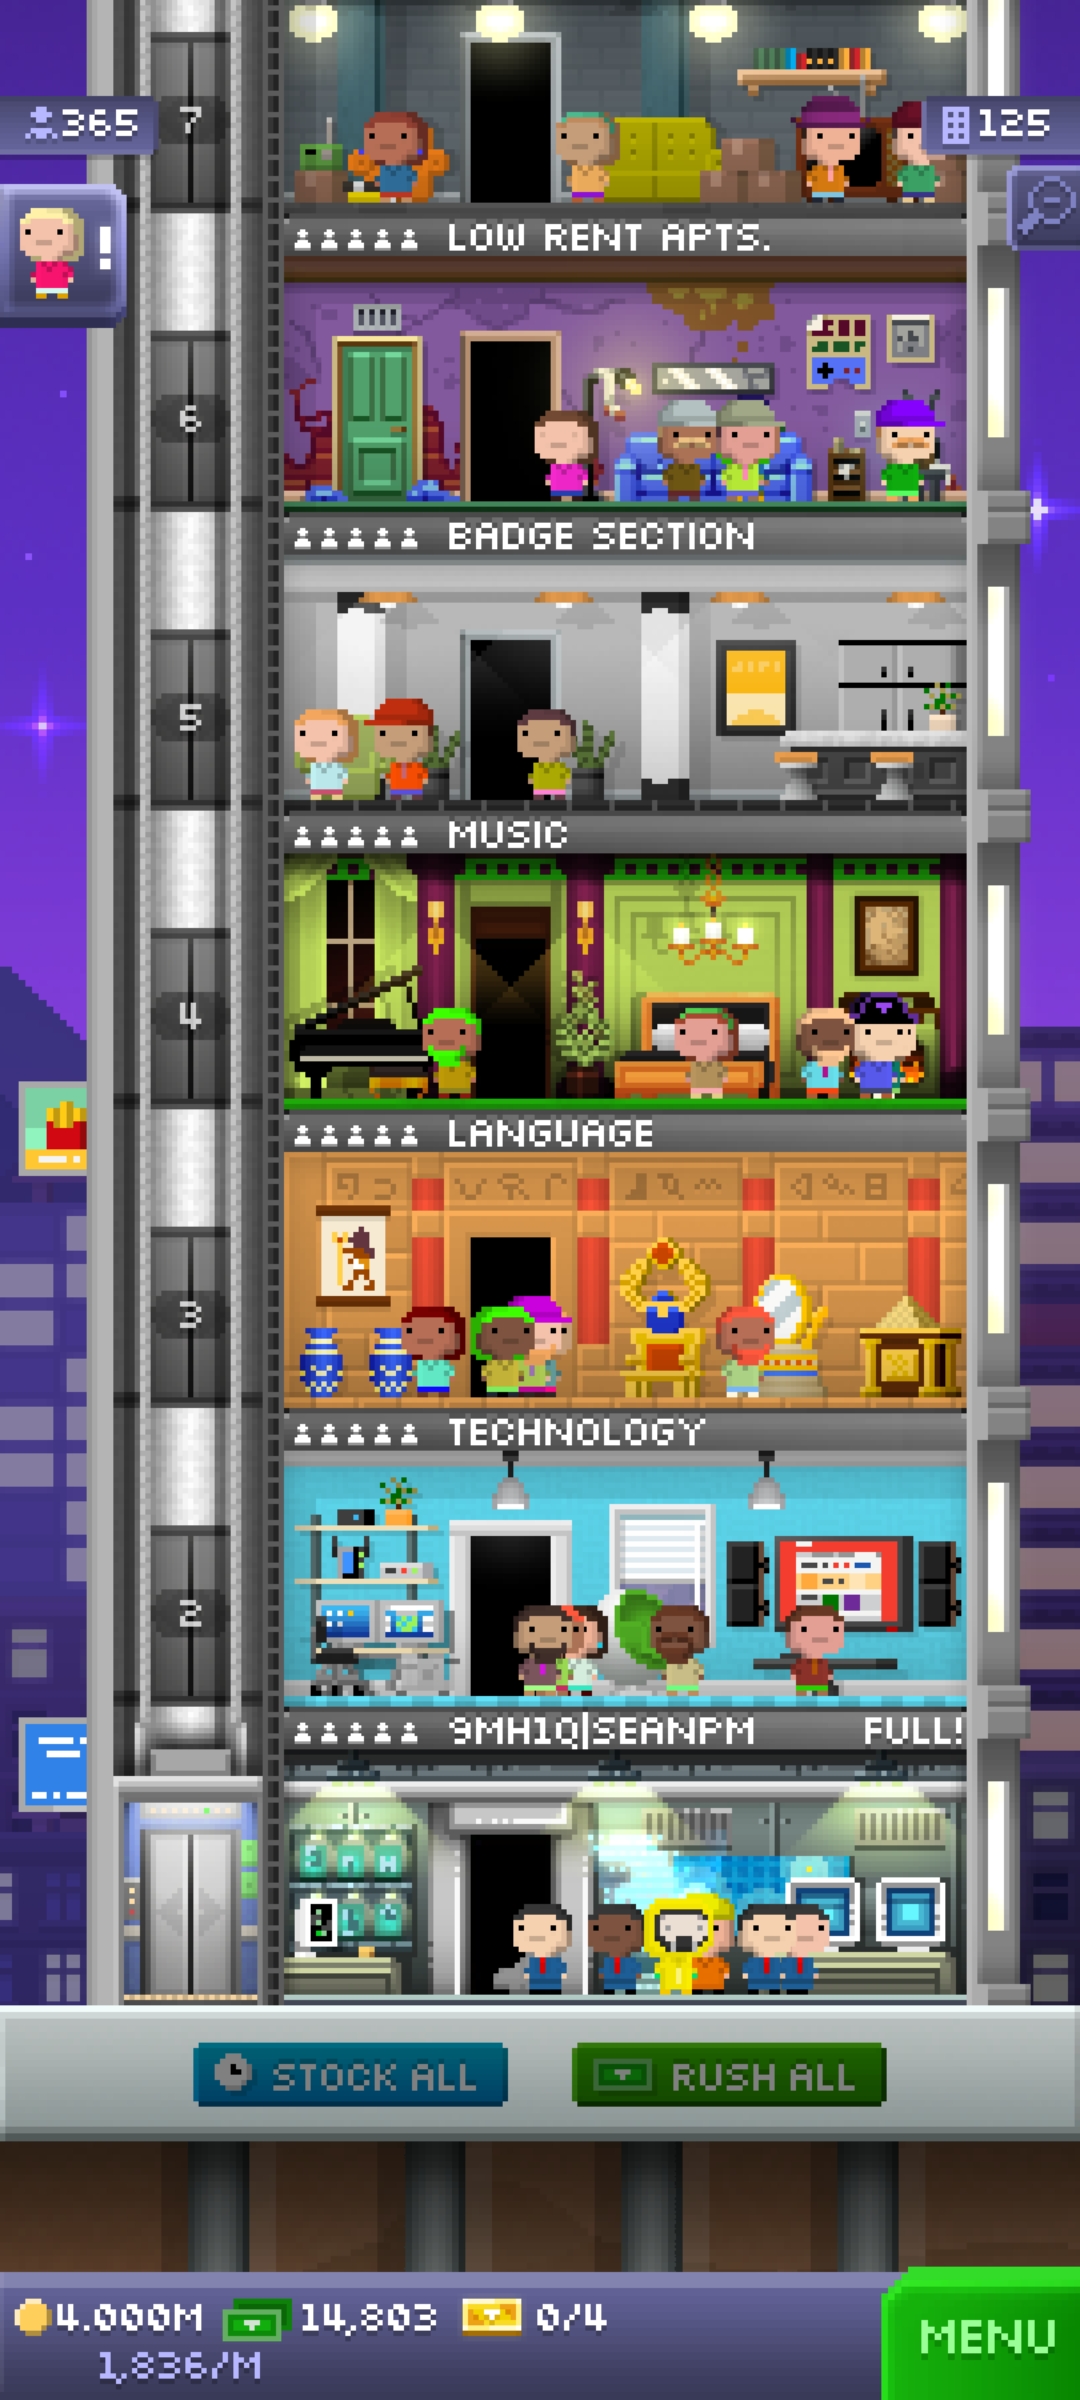 365
7
125
!
LOW RENT APTS.
6
BADGE SECTION
5
MUSIC
4
LANGUAGE
3
TECHNOLOGY
2
9MH1Q|SEANPM FULL!
STOCK ALL
RUSH ALL
4.000M 14,803 0/4
1,836/M
MENU